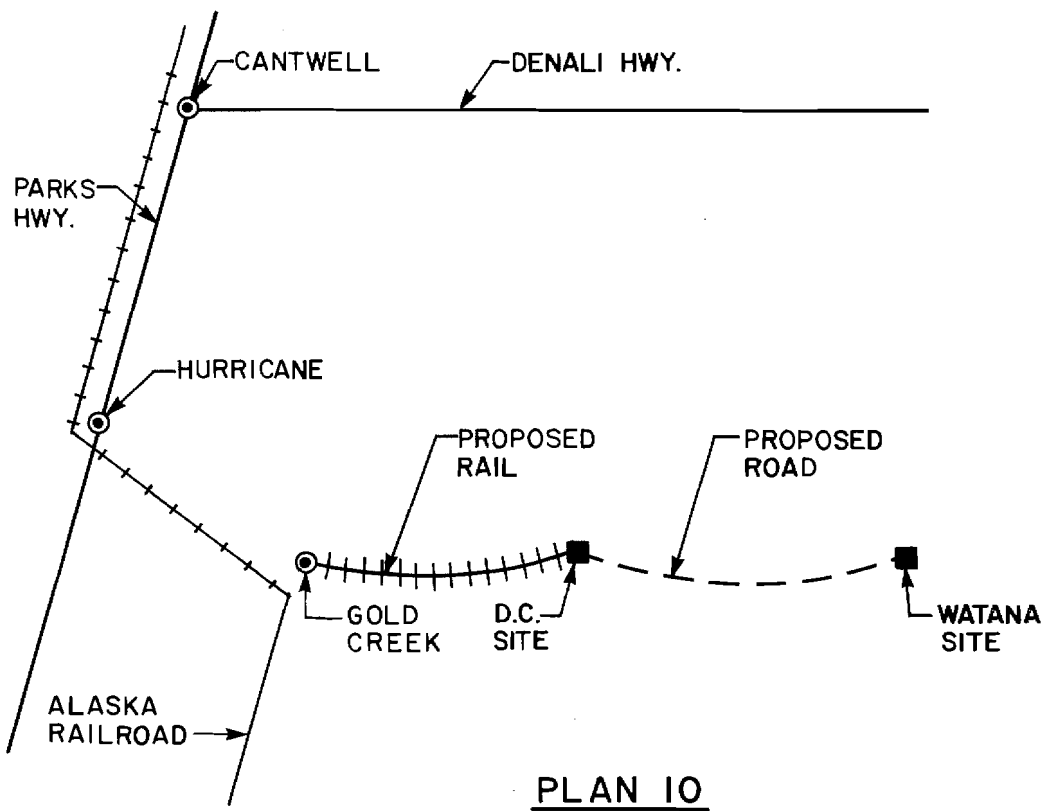 CANTWELL
DENALI HWY.
PARKS
HWY.
HURRICANE
PROPOSED
RAIL
PROPOSED
ROAD
GOLD
CREEK
D.C.
SITE
WATANA
SITE
ALASKA
RAILROAD
PLAN 10